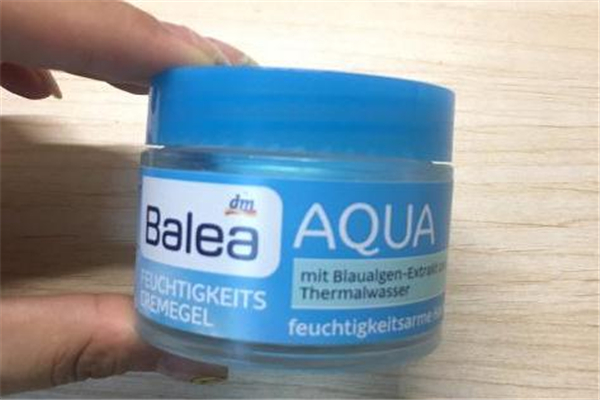 dm
Balea
FEUCHTIGKEITS
CREMEGEL
AQUA
mit Blaualgen-Extrakt
Thermalwasser
feuchtigkeitsarme